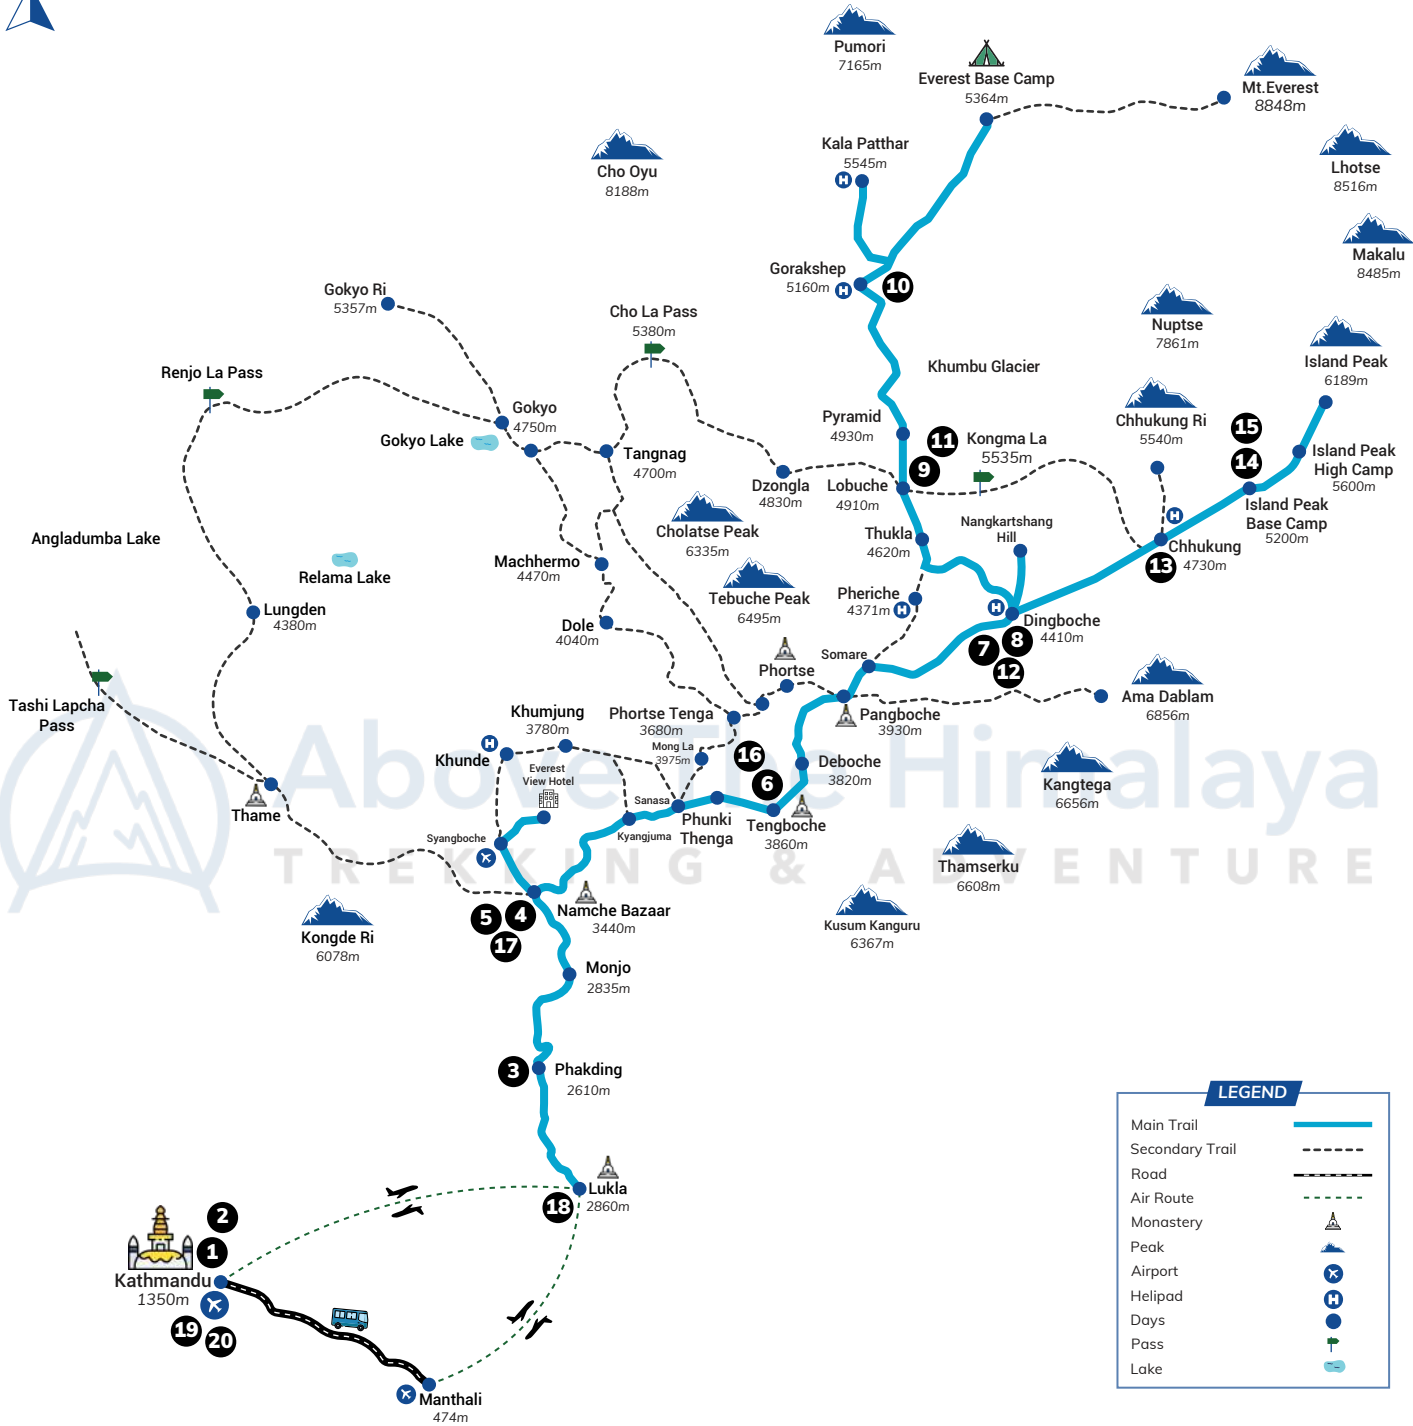 Pumori
7165m
Everest Base Camp
5364m
Mt.Everest
8848m
Kala Patthar
5545m
Cho Oyu
8188m
Lhotse
8516m
Makalu
8485m
Gorakshep
5160m
10
Gokyo Ri
5357m
Cho La Pass
5380m
Nuptse
7861m
Island Peak
6189m
Khumbu Glacier
Renjo La Pass
Gokyo
4750m
Gokyo Lake
Pyramid
4930m
11
9
Kongma La
5535m
Chhukung Ri
5540m
15
14
Island Peak
High Camp
5600m
Tangnag
4700m
Dzongla
4830m
Lobuche
4910m
Island Peak
Base Camp
5200m
Cholatse Peak
6335m
Thukla
4620m
Nangkartshang
Hill
Chhukung
4730m
13
Angladumba Lake
Relama Lake
Machhermo
4470m
Tebuche Peak
6495m
Pheriche
4371m
Lungden
4380m
Dole
4040m
Dingboche
4410m
7
8
12
Somare
Phortse
Tashi Lapcha
Pass
Ama Dablam
6856m
Khumjung
3780m
Phortse Tenga
3680m
Pangboche
3930m
Mong La
3975m
16
6
Deboche
3820m
Khunde
Everest
View Hotel
Kangtega
6656m
Above The Himalaya
TREKKING & ADVENTURE
Thame
Sanasa
Syangboche
Kyangjuma
Phunki
Thenga
Tengboche
3860m
Thamserku
6608m
5
4
17
Namche Bazaar
3440m
Kusum Kanguru
6367m
Kongde Ri
6078m
Monjo
2835m
3
Phakding
2610m
Lukla
2860m
18
2
1
Kathmandu
1350m
19
20
Manthali
474m
LEGEND
Main Trail
Secondary Trail
Road
Air Route
Monastery
Peak
Airport
Helipad
H
Days
Pass
Lake